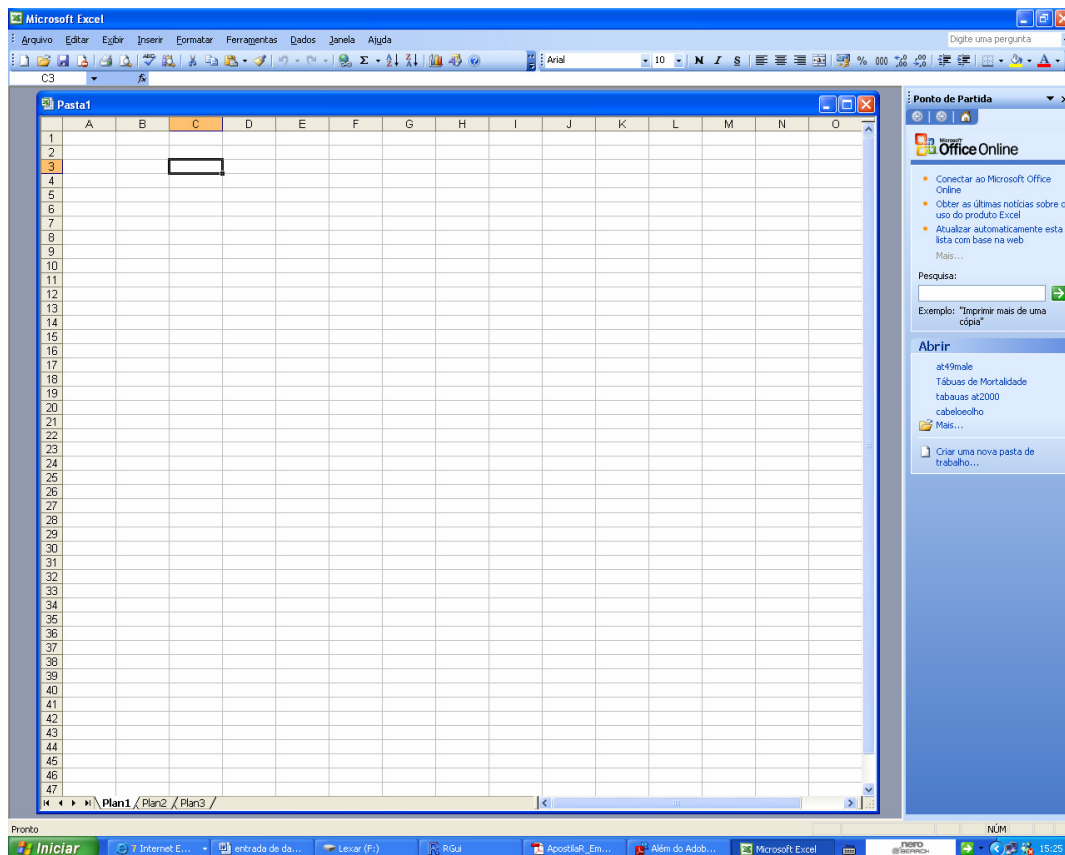 Microsoft Excel
Arquivo Editar Exibir Inserir Formatar Ferramentas Dados Janela Ajuda
Digite uma pergunta
Arial 10 N I S % 000
C3 fx
Pasta1
A B C D E F G H I J K L M N O
1
2
3
4
5
6
7
8
9
10
11
12
13
14
15
16
17
18
19
20
21
22
23
24
25
26
27
28
29
30
31
32
33
34
35
36
37
38
39
40
41
42
43
44
45
46
47
Plan1 Plan2 Plan3
Ponto de Partida
Microsoft
Office Online
Conectar ao Microsoft Office
Online
Obter as últimas notícias sobre o
uso do produto Excel
Atualizar automaticamente esta
lista com base na web
Mais...
Pesquisa:
Exemplo: "Imprimir mais de uma
cópia"
Abrir
at49male
Tábuas de Mortalidade
tabauas at2000
cabeloeolho
Mais...
Criar uma nova pasta de
trabalho...
Pronto
NÚM
Iniciar
7 Internet E...
entrada de da...
Lexar (F:)
RGui
ApostilaR_Em...
Além do Adob...
Microsoft Excel
nero
SEARCH
15:25